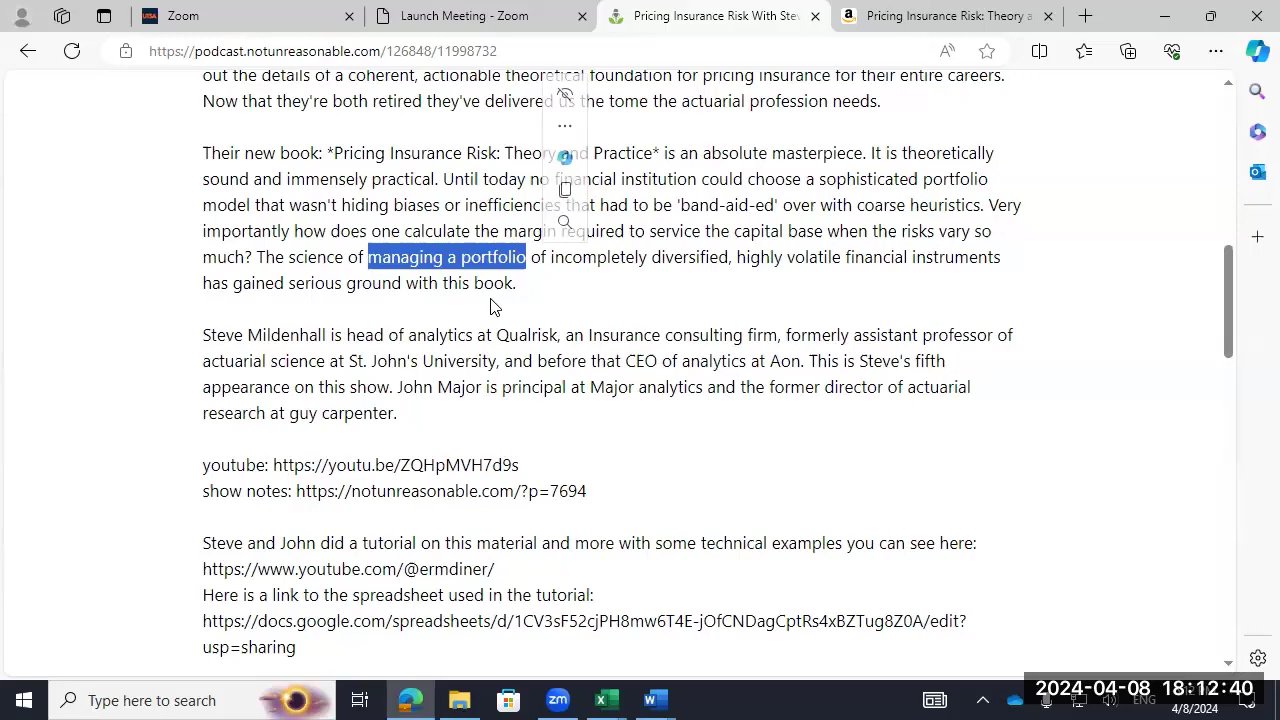 Zoom
Launch Meeting - Zoom
Pricing Insurance Risk With Stev
Pricing Insurance Risk: Theory a
https://podcast.notunreasonable.com/126848/11998732
out the details of a coherent, actionable theoretical foundation for pricing insurance for their entire careers.
Now that they're both retired they've delivered us the tome the actuarial profession needs.
Their new book: *Pricing Insurance Risk: Theory and Practice* is an absolute masterpiece. It is theoretically
sound and immensely practical. Until today no financial institution could choose a sophisticated portfolio
model that wasn't hiding biases or inefficiencies that had to be 'band-aid-ed' over with coarse heuristics. Very
importantly how does one calculate the margin required to service the capital base when the risks vary so
much? The science of managing a portfolio of incompletely diversified, highly volatile financial instruments
has gained serious ground with this book.
Steve Mildenhall is head of analytics at Qualrisk, an Insurance consulting firm, formerly assistant professor of
actuarial science at St. John's University, and before that CEO of analytics at Aon. This is Steve's fifth
appearance on this show. John Major is principal at Major analytics and the former director of actuarial
research at guy carpenter.
youtube: https://youtu.be/ZQHpMVH7d9s
show notes: https://notunreasonable.com/?p=7694
Steve and John did a tutorial on this material and more with some technical examples you can see here:
https://www.youtube.com/@ermdiner/
Here is a link to the spreadsheet used in the tutorial:
https://docs.google.com/spreadsheets/d/1CV3sF52cjPH8mw6T4E-jOfCNDagCptRs4xBZTug8Z0A/edit?
usp=sharing
Type here to search
zm
ENG
2024-04-08 18:12:40
4/8/2024